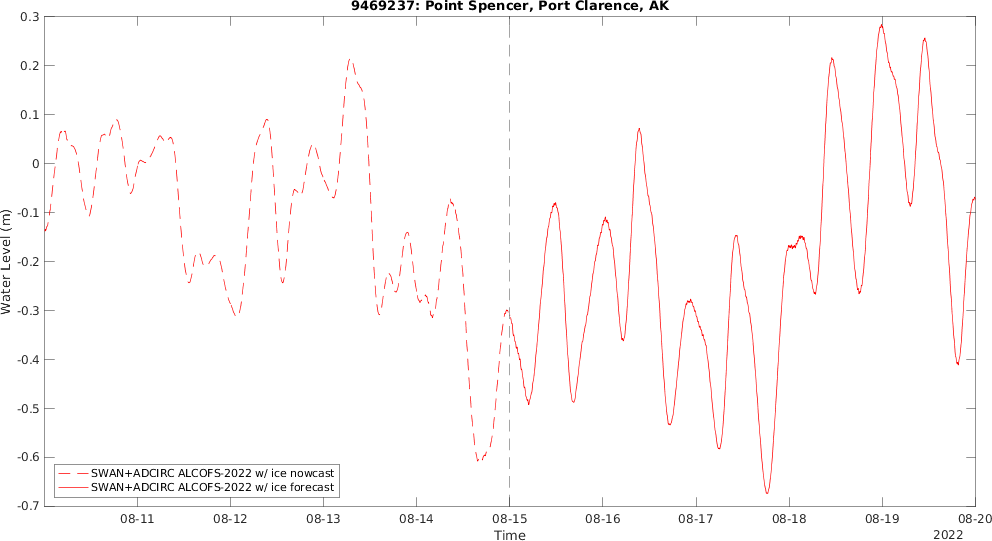 9469237: Point Spencer, Port Clarence, AK
0.3
0.2
0.1
0
-0.1
-0.2
-0.3
-0.4
-0.5
-0.6
-0.7
Water Level (m)
SWAN+ADCIRC ALCOFS-2022 w/ ice nowcast
SWAN+ADCIRC ALCOFS-2022 w/ ice forecast
08-11 08-12 08-13 08-14 08-15 08-16 08-17 08-18 08-19 08-20
Time
2022